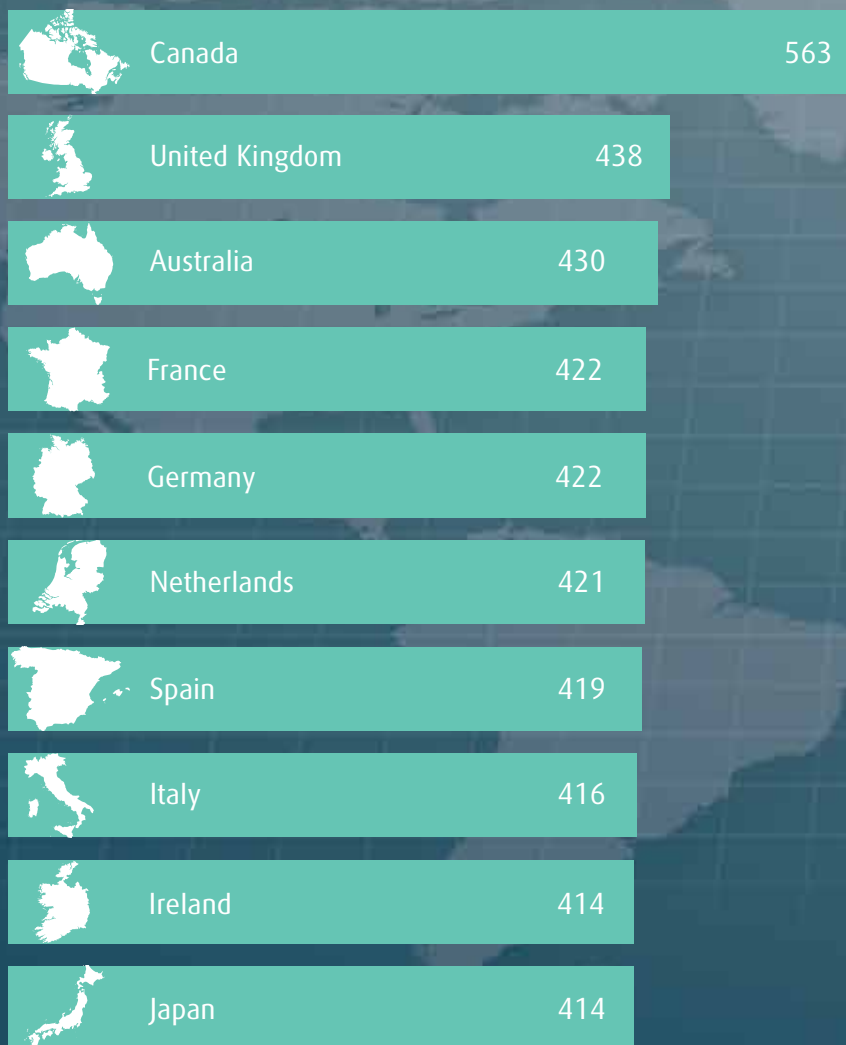 Canada 563
United Kingdom 438
Australia 430
France 422
Germany 422
Netherlands 421
Spain 419
Italy 416
Ireland 414
Japan 414